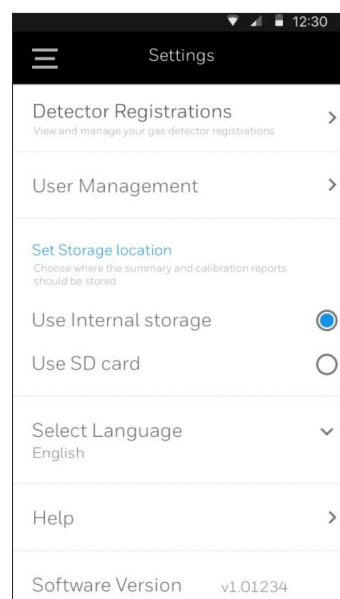 12:30
Settings
Detector Registrations
View and manage your gas detector registrations
User Management
Set Storage location
Choose where the summary and calibration reports
should be stored
Use Internal storage
Use SD card
Select Language
English
Help
Software Version v1.01234